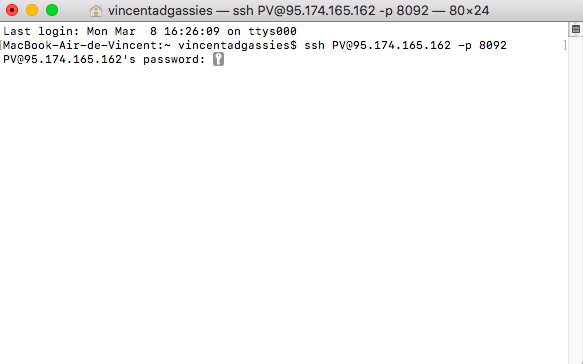 vincentadgassies — ssh PV@95.174.165.162 -p 8092 — 80×24
Last login: Mon Mar  8 16:26:09 on ttys000
[MacBook-Air-de-Vincent:~ vincentadgassies$ ssh PV@95.174.165.162 -p 8092 ]
PV@95.174.165.162's password: